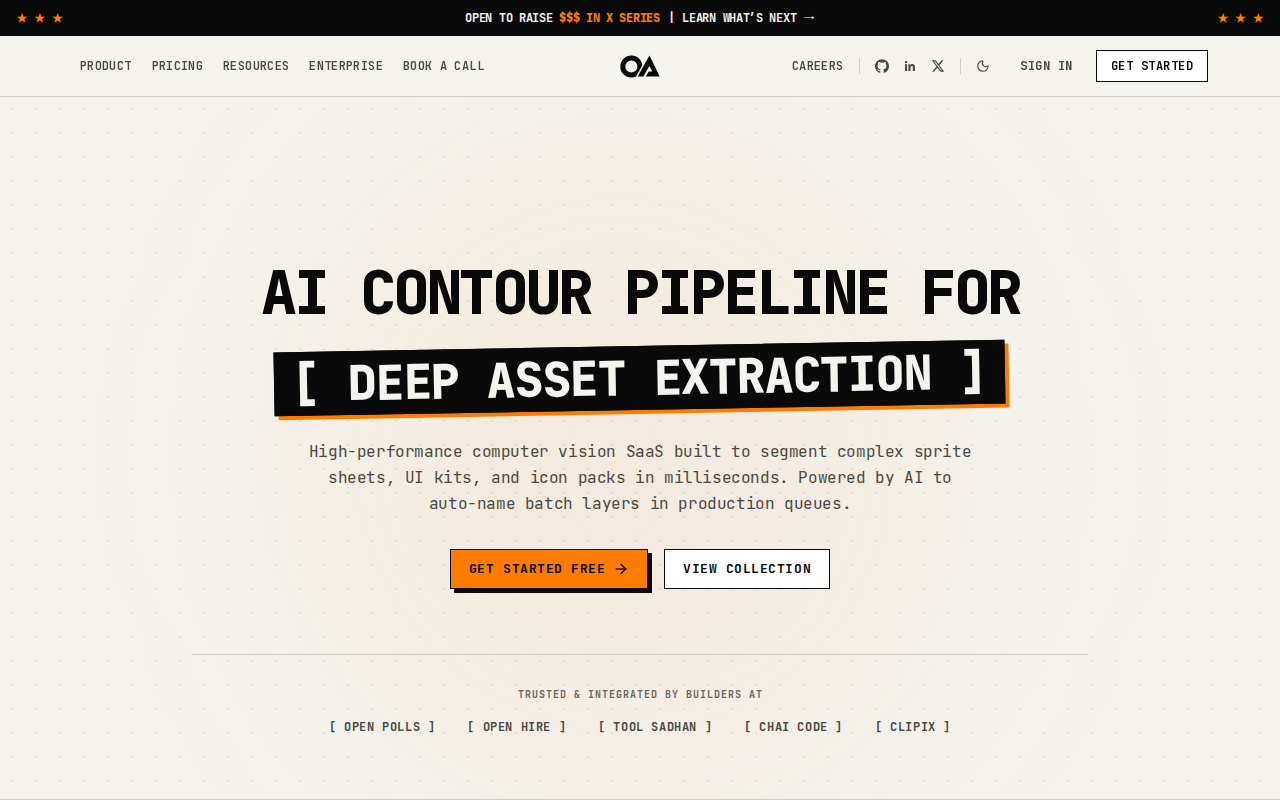 ★ ★ ★
OPEN TO RAISE $$$ IN X SERIES | LEARN WHAT'S NEXT →
★ ★ ★
PRODUCT PRICING RESOURCES ENTERPRISE BOOK A CALL
OA
CAREERS
SIGN IN
GET STARTED
AI CONTOUR PIPELINE FOR
[ DEEP ASSET EXTRACTION ]
High-performance computer vision SaaS built to segment complex sprite
sheets, UI kits, and icon packs in milliseconds. Powered by AI to
auto-name batch layers in production queues.
GET STARTED FREE →
VIEW COLLECTION
TRUSTED & INTEGRATED BY BUILDERS AT
[ OPEN POLLS ] [ OPEN HIRE ] [ TOOL SADHAN ] [ CHAI CODE ] [ CLIPIX ]